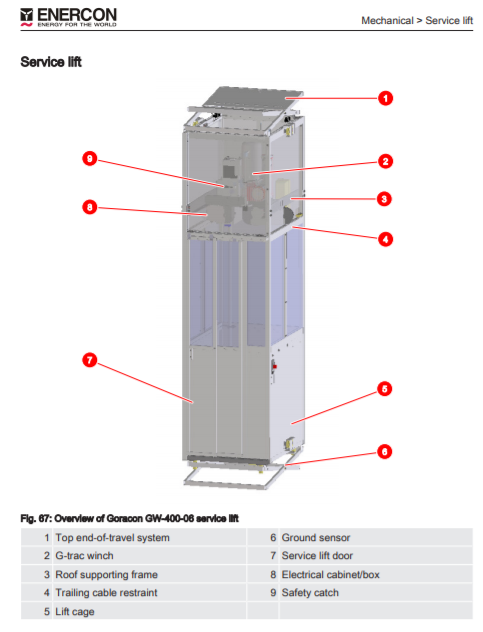 ENERCON
ENERGY FOR THE WORLD
Mechanical > Service lift
Service lift
1
9
2
3
8
4
7
5
6
Fig. 67: Overview of Goracon GW-400-06 service lift
1 Top end-of-travel system 6 Ground sensor
2 G-trac winch 7 Service lift door
3 Roof supporting frame 8 Electrical cabinet/box
4 Trailing cable restraint 9 Safety catch
5 Lift cage